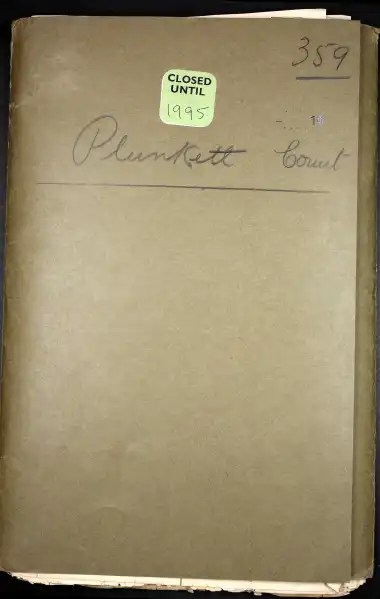 359
CLOSED
UNTIL
1995
Plunkett Count